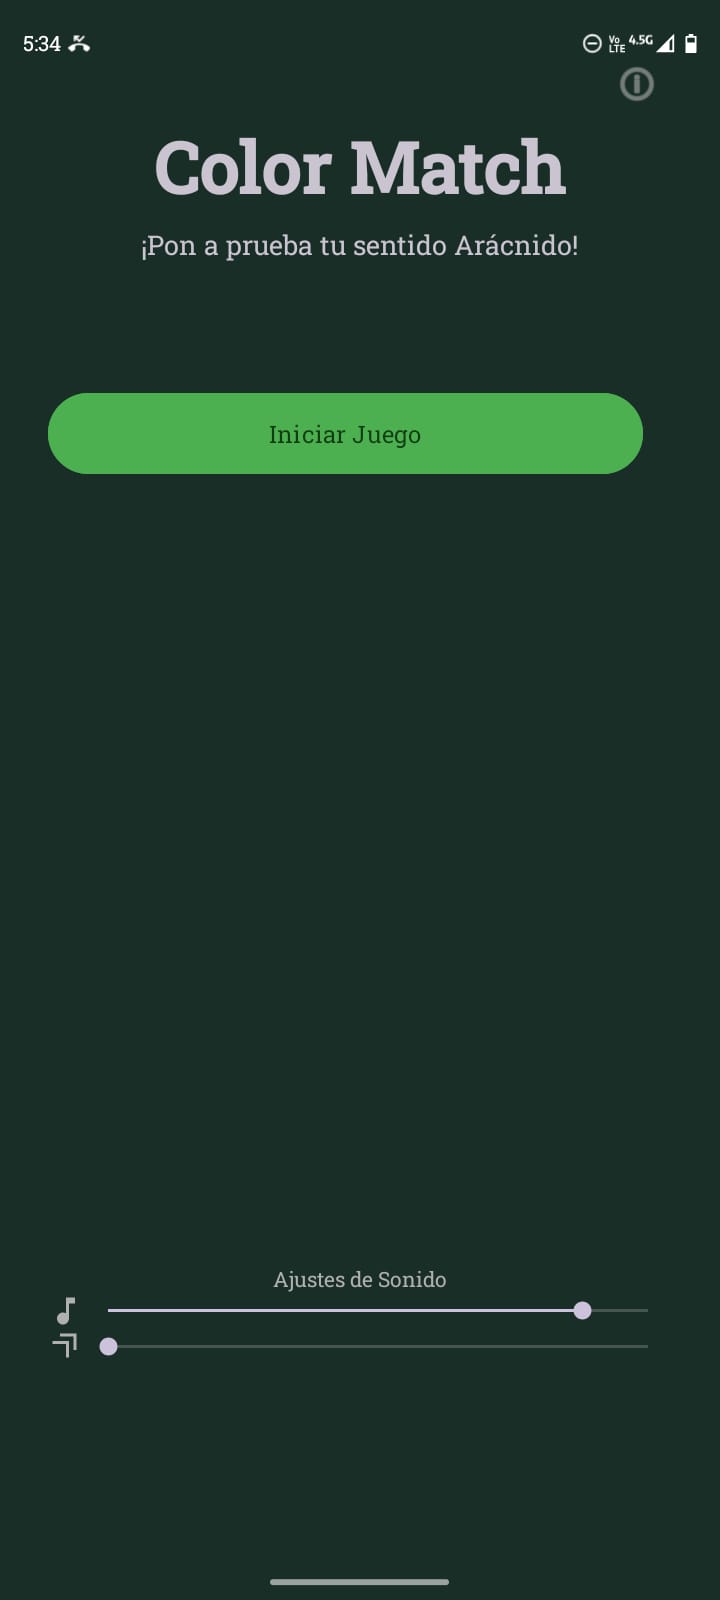 5:34
Vo LTE 4.5G
Color Match
¡Pon a prueba tu sentido Arácnido!
Iniciar Juego
Ajustes de Sonido